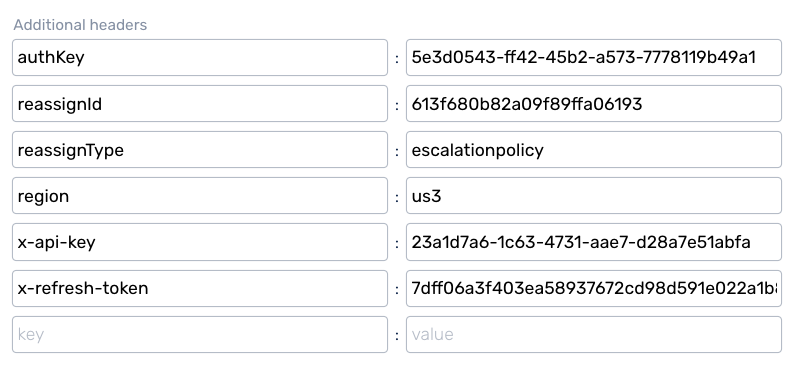 Additional headers
authKey : 5e3d0543-ff42-45b2-a573-7778119b49a1
reassignId : 613f680b82a09f89ffa06193
reassignType : escalationpolicy
region : us3
x-api-key : 23a1d7a6-1c63-4731-aae7-d28a7e51abfa
x-refresh-token : 7dff06a3f403ea58937672cd98d591e022a1b
key : value